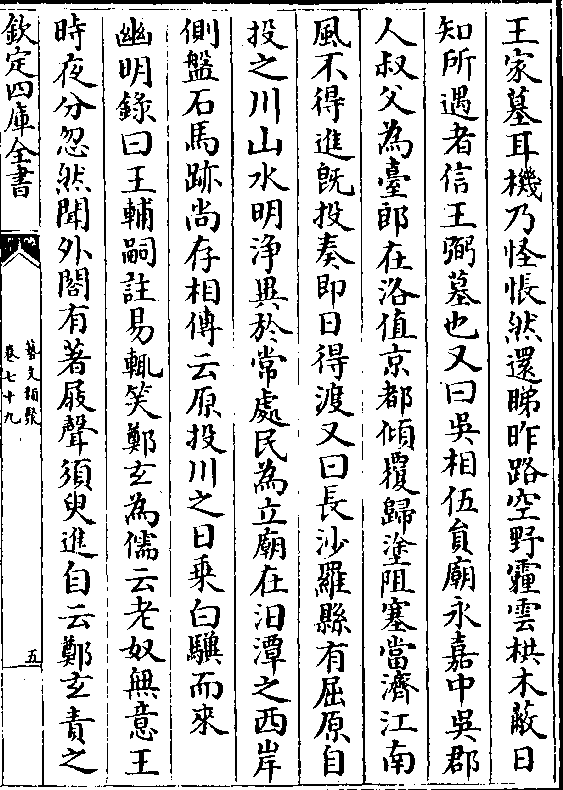 王家墓耳機乃怪悵然還睇昨路空野霾雲栱木蔽日
知所遇者信王弼墓也又曰吳相伍員廟永嘉中吳郡
人叔父為臺郎在洛值京都傾覆歸塗阻塞當濟江南
風不得進既投奏即日得渡又曰長沙羅縣有屈原自
投之川山水明淨異於常處民為立廟在汨潭之西岸
側盤石馬跡尚存相傳云原投川之日乗白驥而來
幽明錄曰王輔嗣註易輒笑鄭玄為儒云老奴無意王
時夜分忽然聞外閤有著屐聲須臾進自云鄭玄責之
欽定四庫全書
藝文類聚
卷七十九
五